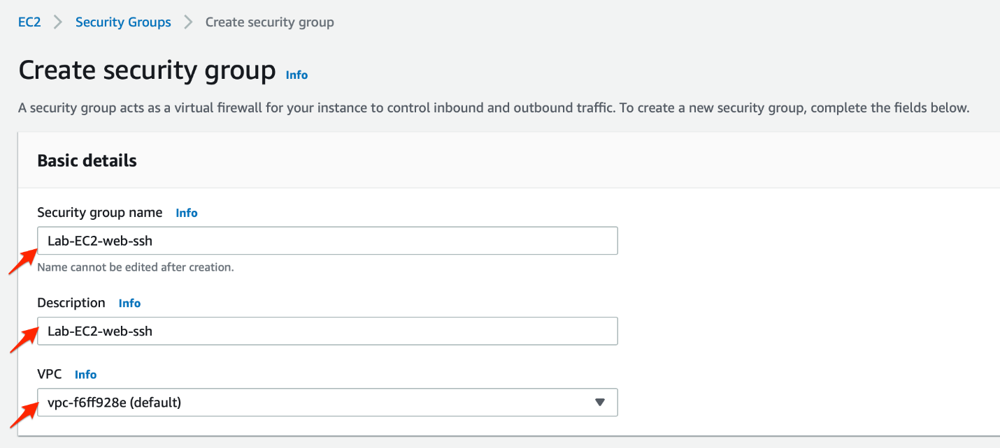 EC2 > Security Groups > Create security group
Create security group Info
A security group acts as a virtual firewall for your instance to control inbound and outbound traffic. To create a new security group, complete the fields below.
Basic details
Security group name Info
Lab-EC2-web-ssh
Name cannot be edited after creation.
Description Info
Lab-EC2-web-ssh
VPC Info
vpc-f6ff928e (default)